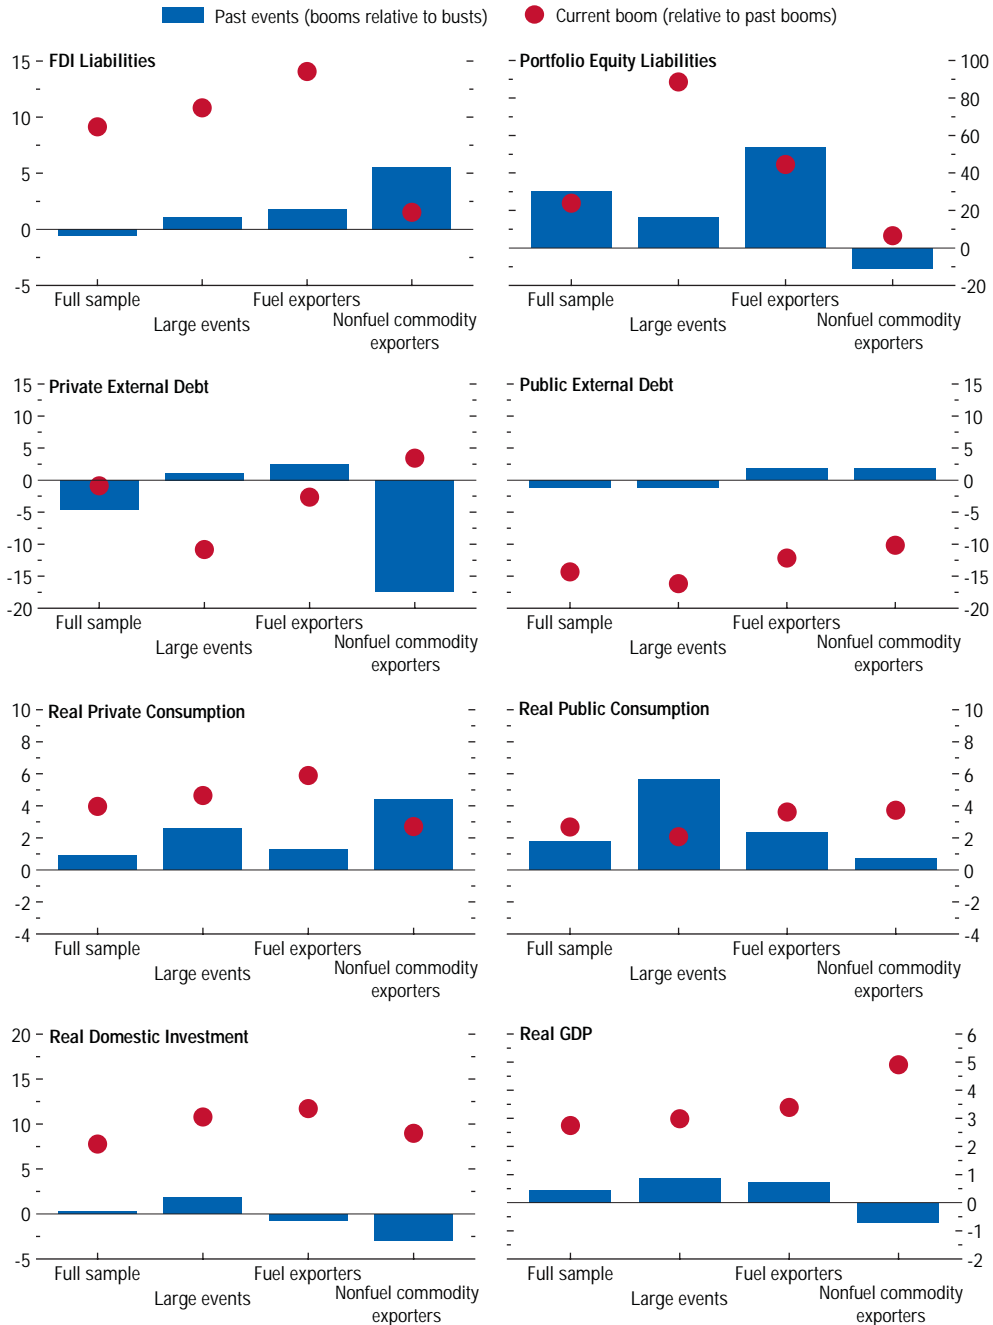 Past events (booms relative to busts)
Current boom (relative to past booms)
FDI Liabilities
15
10
5
0
-5
Full sample
Large events
Fuel exporters
Nonfuel commodity
exporters
Portfolio Equity Liabilities
100
80
60
40
20
0
-20
Full sample
Large events
Fuel exporters
Nonfuel commodity
exporters
Private External Debt
15
10
5
0
-5
-10
-15
-20
Full sample
Large events
Fuel exporters
Nonfuel commodity
exporters
Public External Debt
15
10
5
0
-5
-10
-15
-20
Full sample
Large events
Fuel exporters
Nonfuel commodity
exporters
Real Private Consumption
10
8
6
4
2
0
-2
-4
Full sample
Large events
Fuel exporters
Nonfuel commodity
exporters
Real Public Consumption
10
8
6
4
2
0
-2
-4
Full sample
Large events
Fuel exporters
Nonfuel commodity
exporters
Real Domestic Investment
20
15
10
5
0
-5
Full sample
Large events
Fuel exporters
Nonfuel commodity
exporters
Real GDP
6
5
4
3
2
1
0
-1
-2
Full sample
Large events
Fuel exporters
Nonfuel commodity
exporters